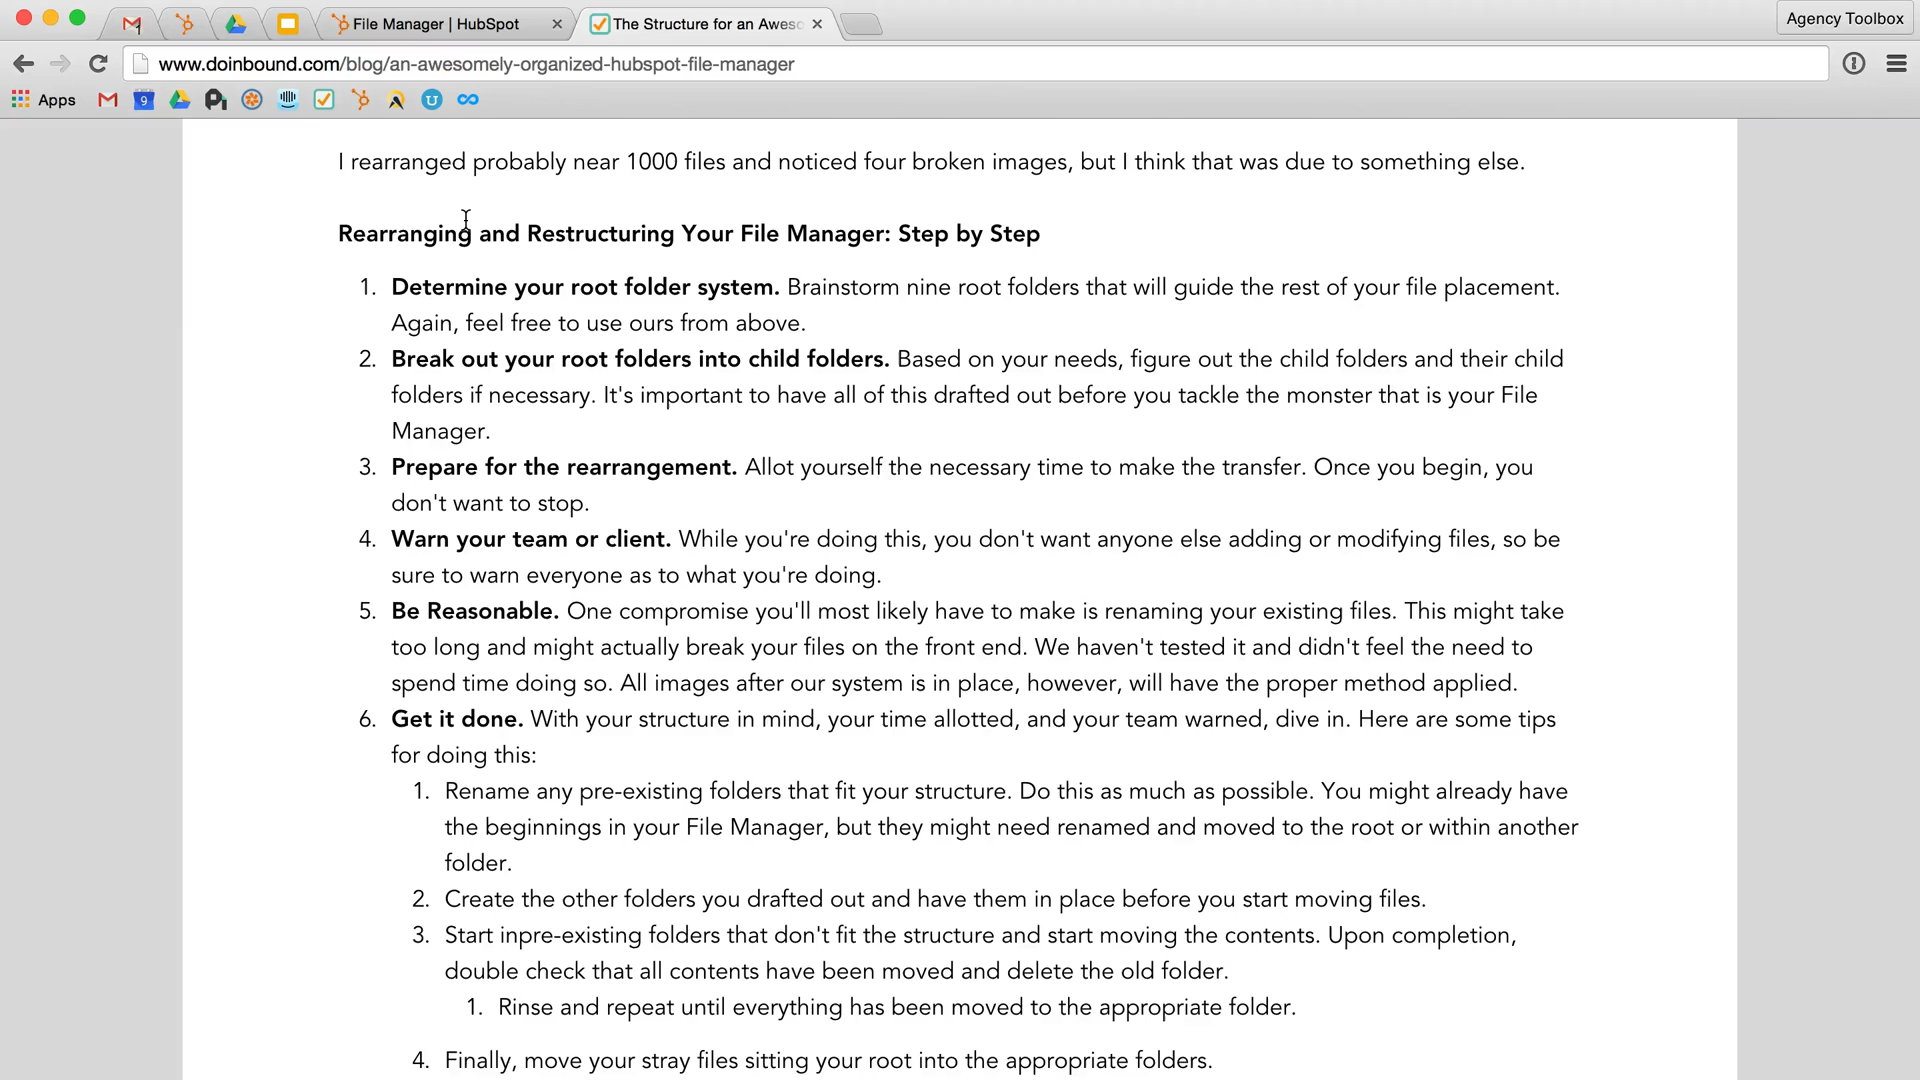 File Manager | HubSpot
The Structure for an Aweso
Agency Toolbox
www.doinbound.com/blog/an-awesomely-organized-hubspot-file-manager
Apps
9
I rearranged probably near 1000 files and noticed four broken images, but I think that was due to something else.
Rearranging and Restructuring Your File Manager: Step by Step
1. Determine your root folder system. Brainstorm nine root folders that will guide the rest of your file placement.
Again, feel free to use ours from above.
2. Break out your root folders into child folders. Based on your needs, figure out the child folders and their child
folders if necessary. It's important to have all of this drafted out before you tackle the monster that is your File
Manager.
3. Prepare for the rearrangement. Allot yourself the necessary time to make the transfer. Once you begin, you
don't want to stop.
4. Warn your team or client. While you're doing this, you don't want anyone else adding or modifying files, so be
sure to warn everyone as to what you're doing.
5. Be Reasonable. One compromise you'll most likely have to make is renaming your existing files. This might take
too long and might actually break your files on the front end. We haven't tested it and didn't feel the need to
spend time doing so. All images after our system is in place, however, will have the proper method applied.
6. Get it done. With your structure in mind, your time allotted, and your team warned, dive in. Here are some tips
for doing this:
1. Rename any pre-existing folders that fit your structure. Do this as much as possible. You might already have
the beginnings in your File Manager, but they might need renamed and moved to the root or within another
folder.
2. Create the other folders you drafted out and have them in place before you start moving files.
3. Start inpre-existing folders that don't fit the structure and start moving the contents. Upon completion,
double check that all contents have been moved and delete the old folder.
1. Rinse and repeat until everything has been moved to the appropriate folder.
4. Finally, move your stray files sitting your root into the appropriate folders.